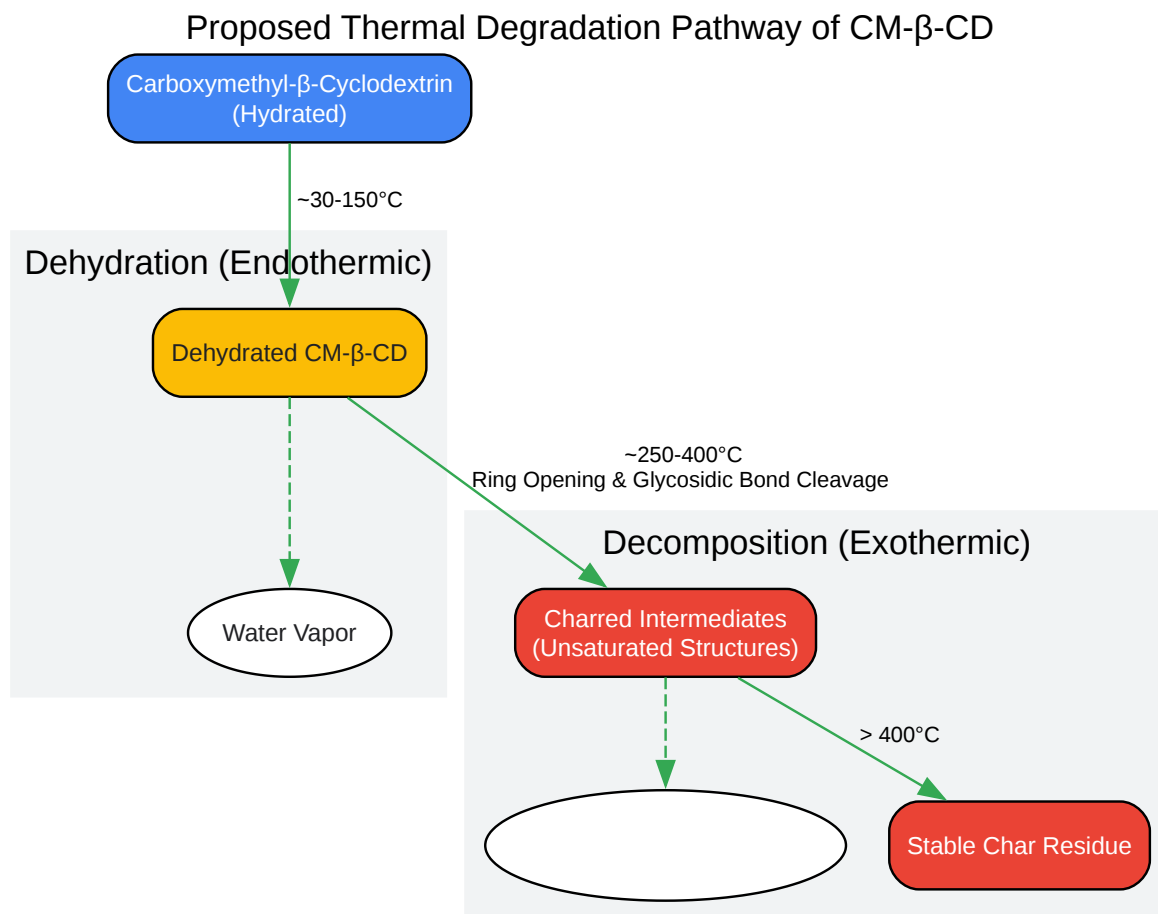 Proposed Thermal Degradation Pathway of CM-β-CD
Carboxymethyl-β-Cyclodextrin
(Hydrated)
~30-150°C
Dehydration (Endothermic)
Dehydrated CM-β-CD
~250-400°C
Ring Opening & Glycosidic Bond Cleavage
Decomposition (Exothermic)
Water Vapor
Charred Intermediates
(Unsaturated Structures)
> 400°C
Stable Char Residue